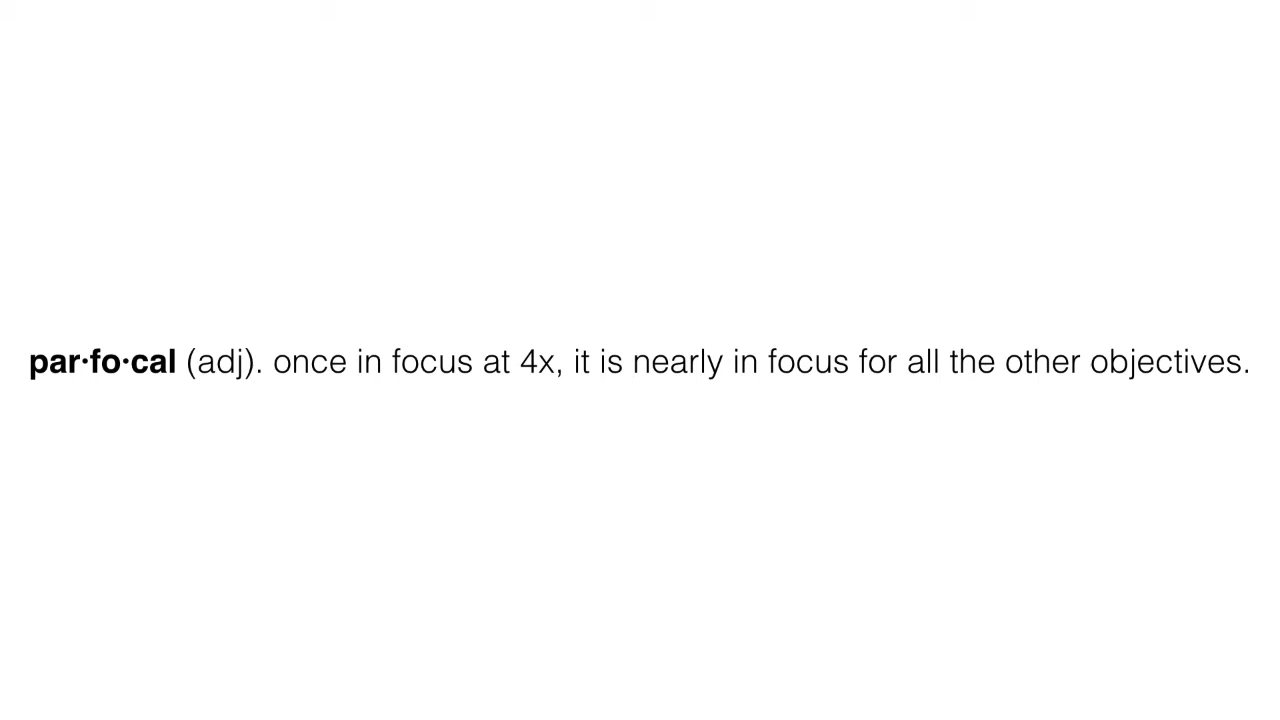 par·fo·cal (adj). once in focus at 4x, it is nearly in focus for all the other objectives.